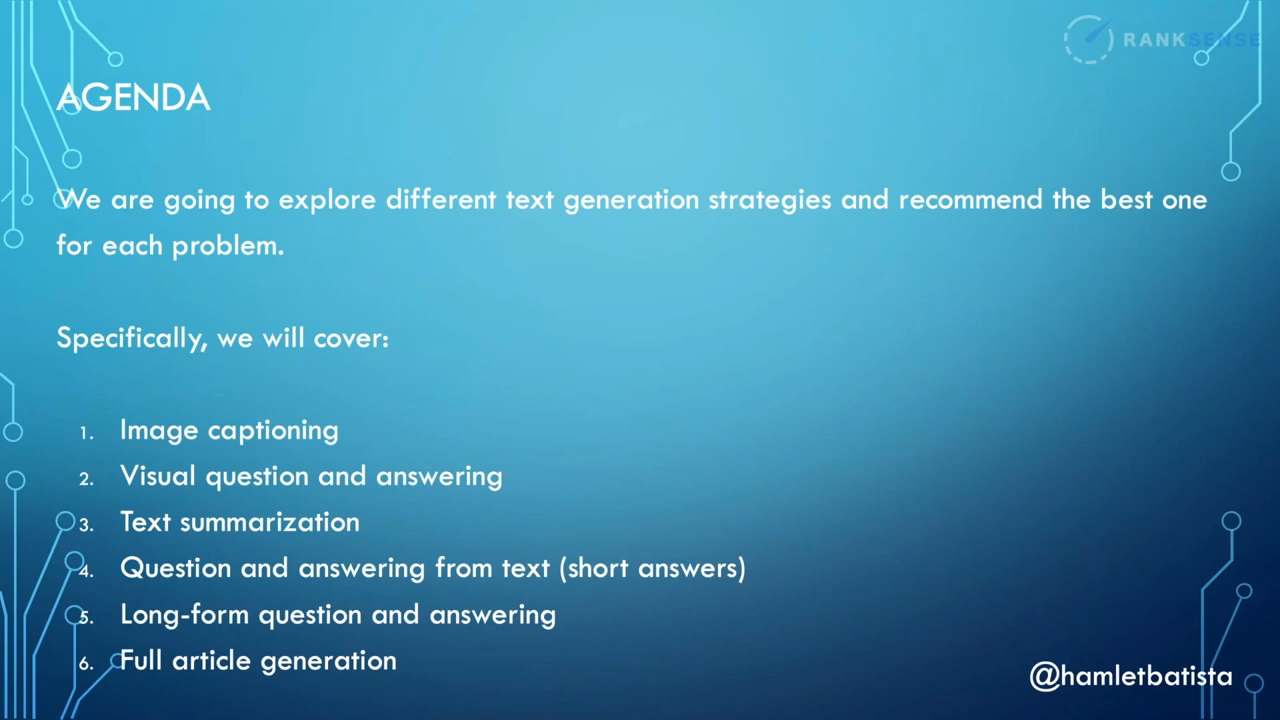 RANKSENSE
AGENDA
We are going to explore different text generation strategies and recommend the best one
for each problem.
Specifically, we will cover:
1. Image captioning
2. Visual question and answering
3. Text summarization
4. Question and answering from text (short answers)
5. Long-form question and answering
6. Full article generation
@hamletbatista